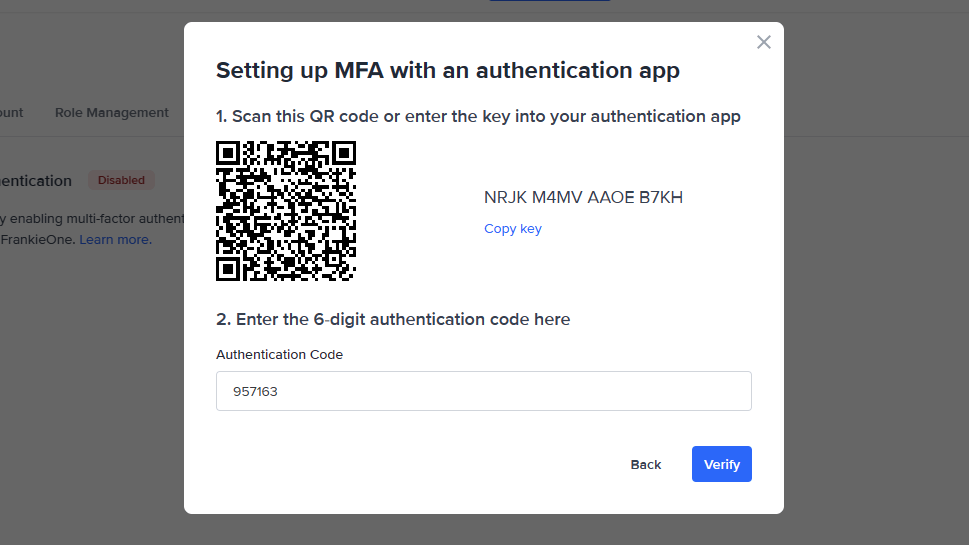 Setting up MFA with an authentication app
1. Scan this QR code or enter the key into your authentication app
ount Role Management
entication Disabled
NRJK M4MV AAOE B7KH
y enabling multi-factor authent
Copy key
FrankieOne. Learn more.
2. Enter the 6-digit authentication code here
Authentication Code
957163
Back Verify